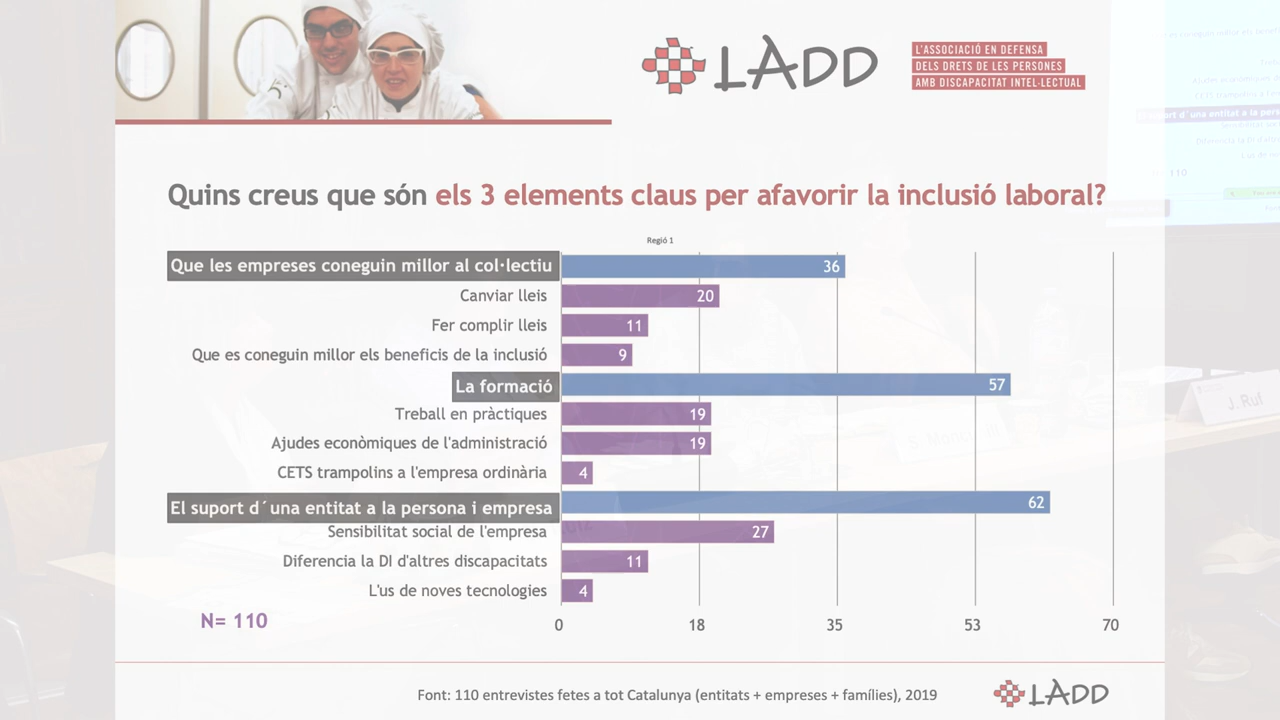 LADD
L'ASSOCIACIÓ EN DEFENSA
DELS DRETS DE LES PERSONES
AMB DISCAPACITAT INTEL·LECTUAL
Quins creus que són els 3 elements claus per afavorir la inclusió laboral?
Regió 1
Que les empreses coneguin millor al col·lectiu 36
Canviar lleis 20
Fer complir lleis 11
Que es coneguin millor els beneficis de la inclusió 9
La formació 57
Treball en pràctiques 19
Ajudes econòmiques de l'administració 19
CETS trampolins a l'empresa ordinària 4
El suport d´una entitat a la persona i empresa 62
Sensibilitat social de l'empresa 27
Diferencia la DI d'altres discapacitats 11
L'us de noves tecnologies 4
N= 110
0 18 35 53 70
Font: 110 entrevistes fetes a tot Catalunya (entitats + empreses + famílies), 2019
LADD
J. Ruf